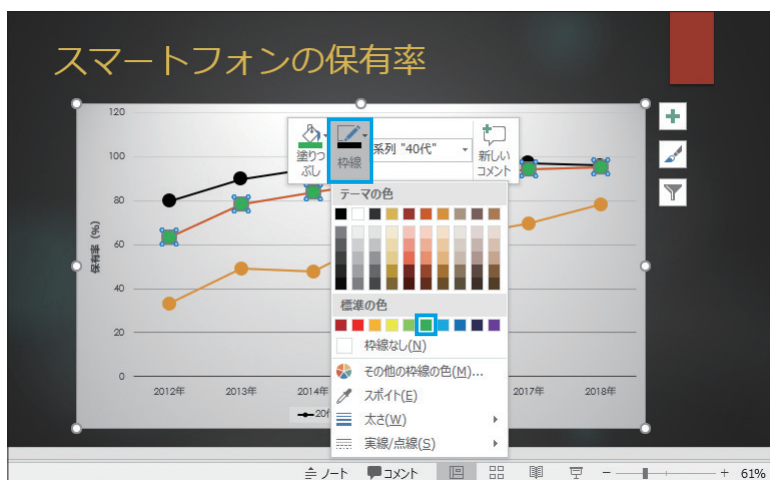 スマートフォンの保有率
120
100
80
60
40
20
0
保有率 (%)
2012年
2013年
2014年
2017年
2018年
20代
塗りつ
ぶし
枠線
系列 "40代"
新しい
コメント
テーマの色
標準の色
枠線なし(N)
その他の枠線の色(M)...
スポイト(E)
太さ(W)
実線/点線(S)
ノート
コメント
61%